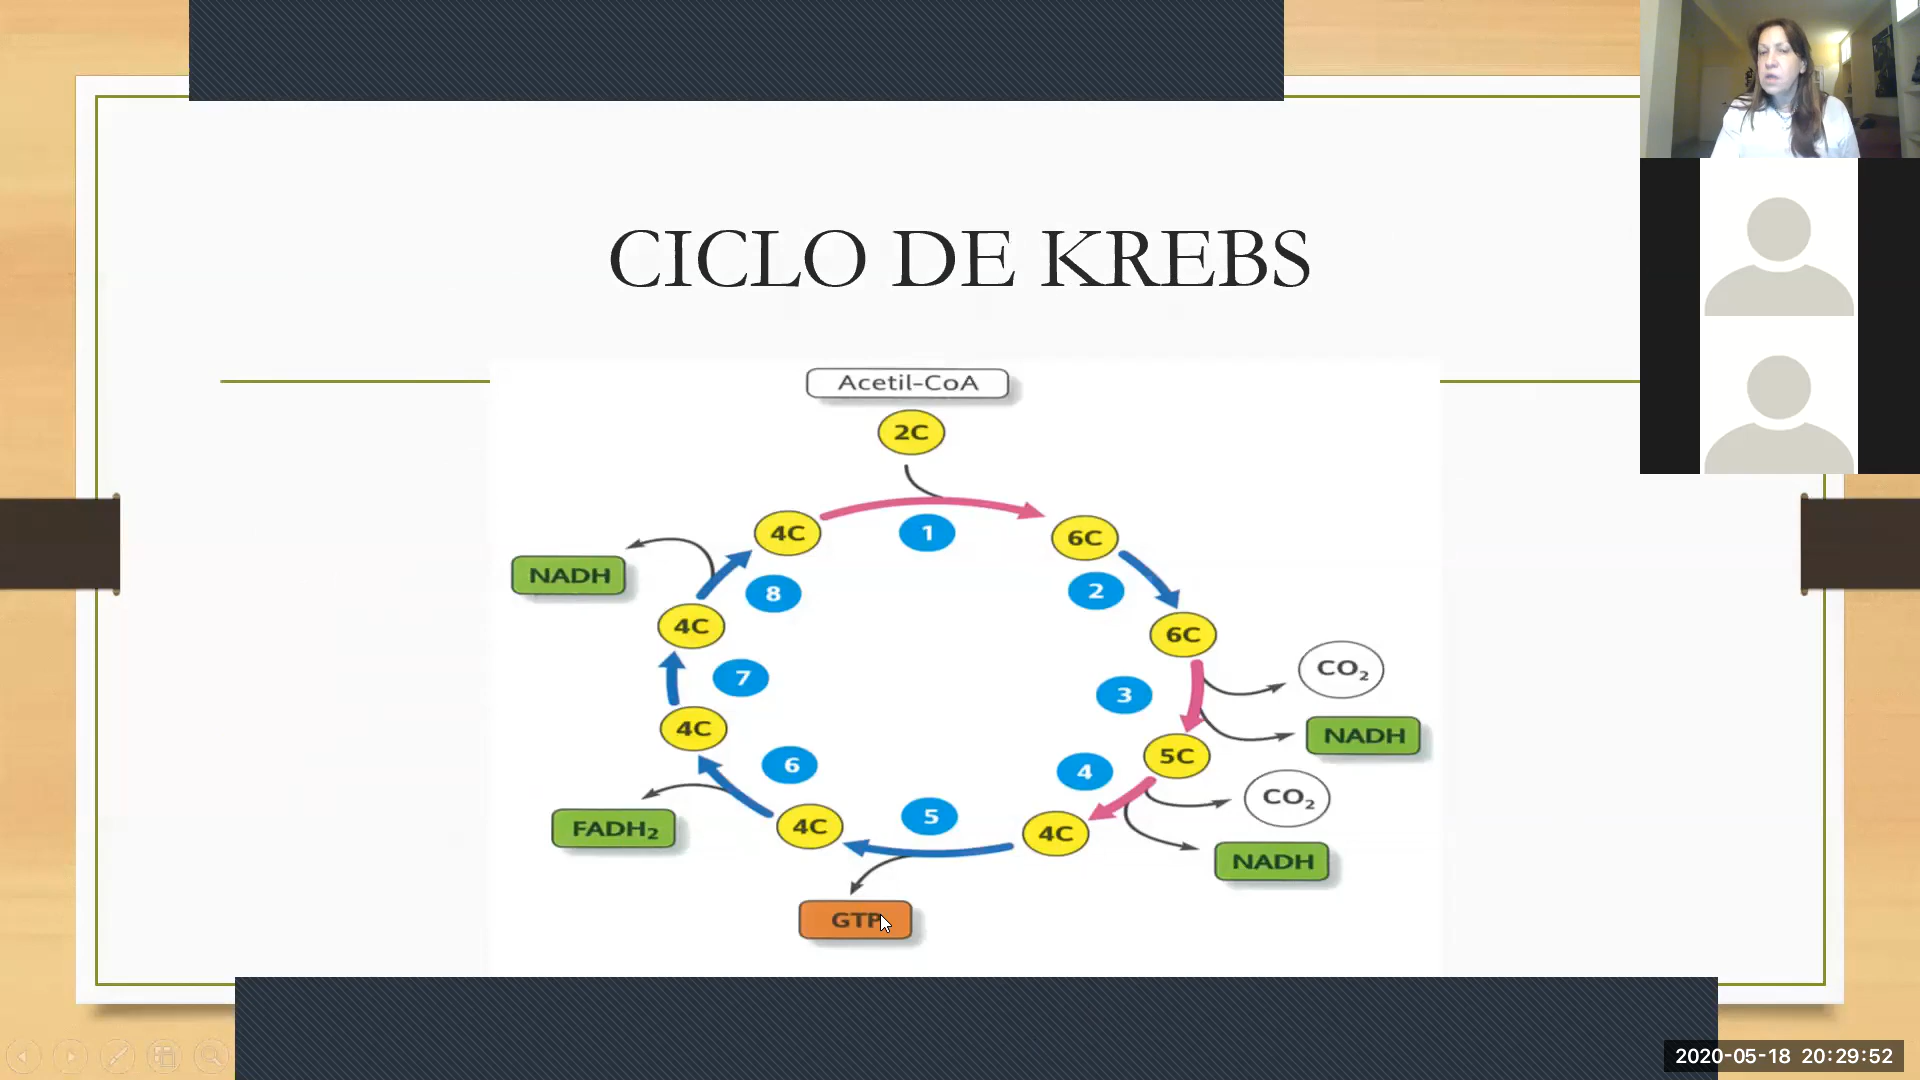 CICLO DE KREBS
Acetil-CoA
2C
4C
1
6C
NADH
8
2
4C
6C
CO₂
7
3
NADH
4C
5C
6
4
CO₂
FADH₂
4C
5
4C
NADH
GTP
2020-05-18 20:29:52